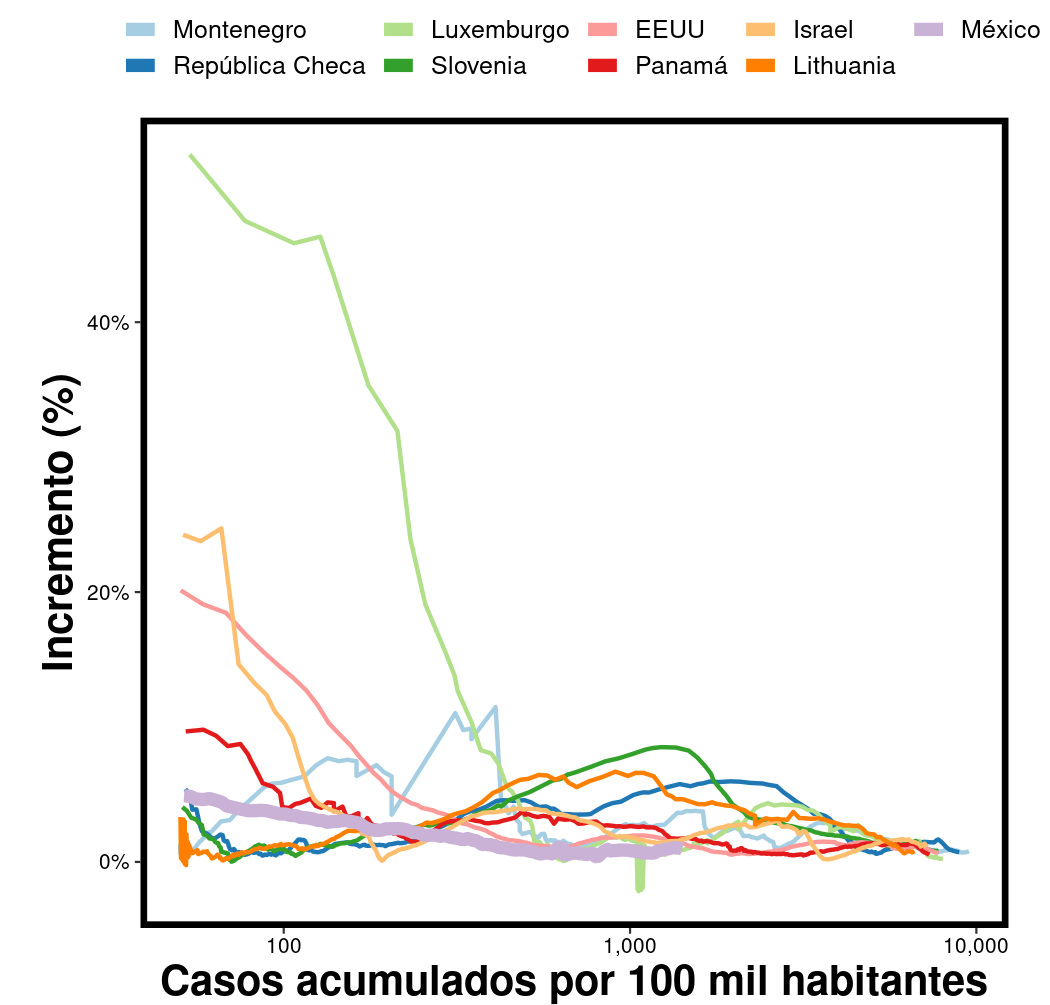 Montenegro Luxemburgo EEUU Israel México
República Checa Slovenia Panamá Lithuania
Incremento (%)
40%
20%
0%
100 1,000 10,000
Casos acumulados por 100 mil habitantes